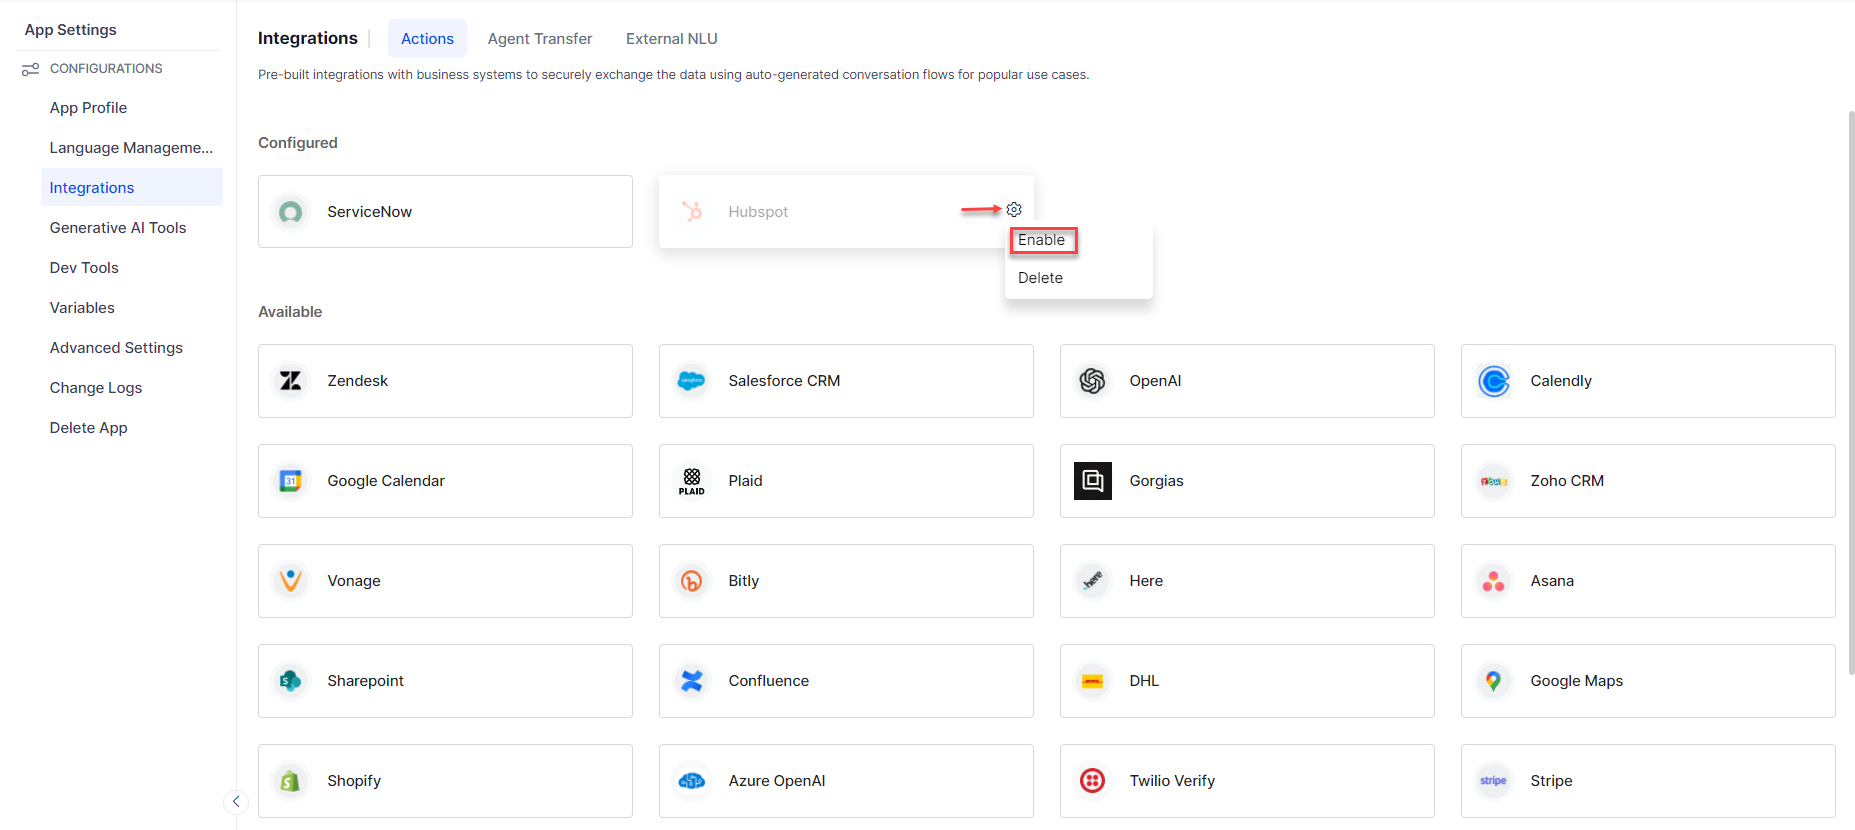 App Settings
CONFIGURATIONS
App Profile
Language Manageme...
Integrations
Generative AI Tools
Dev Tools
Variables
Advanced Settings
Change Logs
Delete App
Integrations
Actions
Agent Transfer
External NLU
Pre-built integrations with business systems to securely exchange the data using auto-generated conversation flows for popular use cases.
Configured
ServiceNow
Hubspot
Enable
Delete
Available
Zendesk
salesforce
Salesforce CRM
OpenAI
Calendly
31
Google Calendar
PLAID
Plaid
Gorgias
ZOHO
Zoho CRM
Vonage
Bitly
here
Here
Asana
S
Sharepoint
Confluence
DHL
Google Maps
Shopify
Azure OpenAI
Twilio Verify
stripe
Stripe